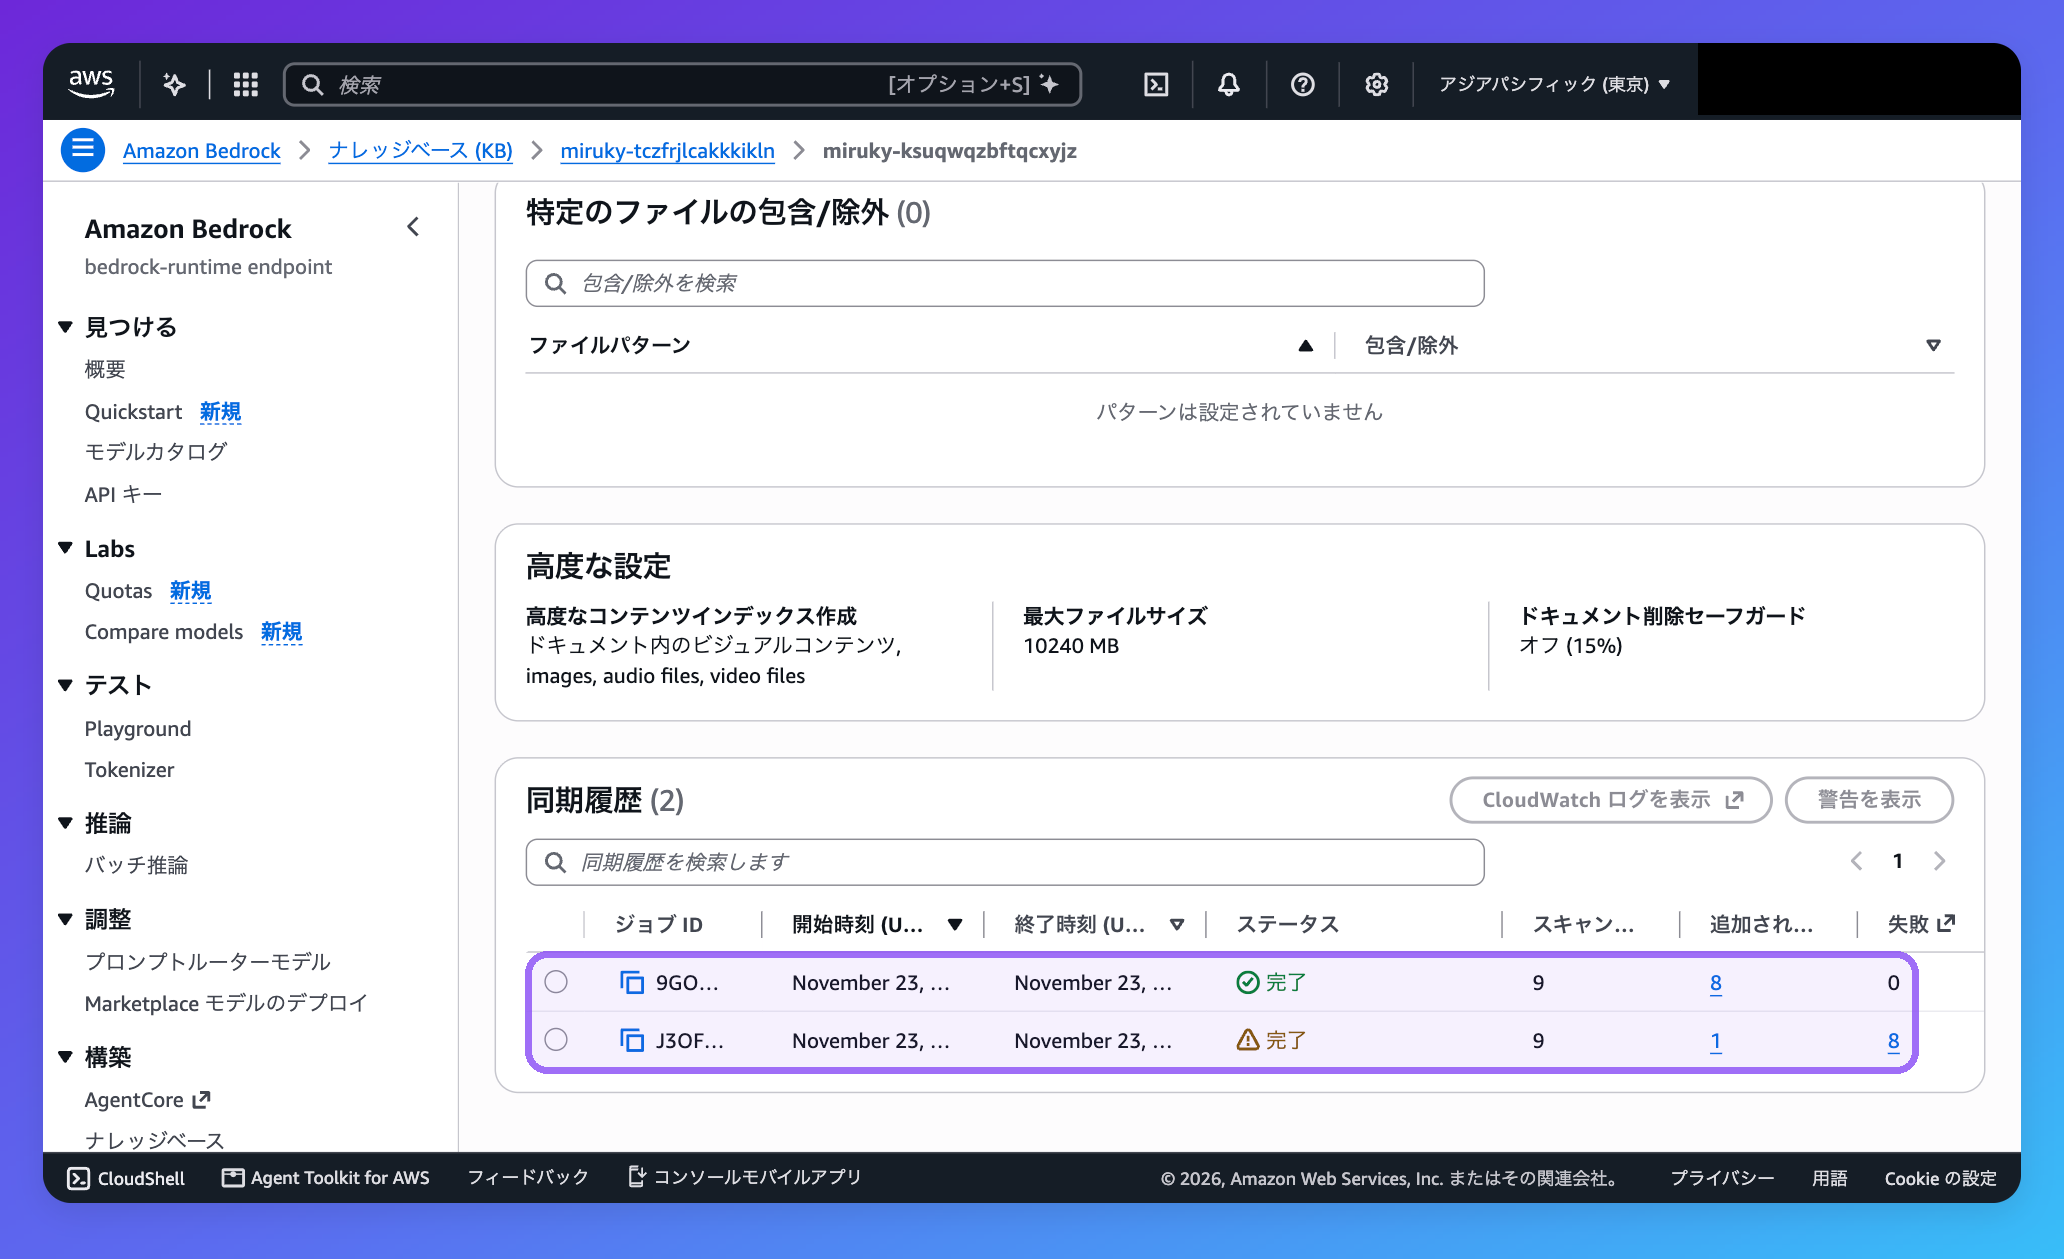 aws
検索
[オプション+S]
アジアパシフィック (東京) ▼
Amazon Bedrock
ナレッジベース (KB)
miruky-tczfrjlcakkkikln
miruky-ksuqwqzbftqcxyjz
Amazon Bedrock
bedrock-runtime endpoint
見つける
概要
Quickstart 新規
モデルカタログ
API キー
Labs
Quotas 新規
Compare models 新規
テスト
Playground
Tokenizer
推論
バッチ推論
調整
プロンプトルーターモデル
Marketplace モデルのデプロイ
構築
AgentCore
ナレッジベース
特定のファイルの包含/除外 (0)
包含/除外を検索
ファイルパターン 包含/除外
パターンは設定されていません
高度な設定
高度なコンテンツインデックス作成
ドキュメント内のビジュアルコンテンツ,
images, audio files, video files
最大ファイルサイズ
10240 MB
ドキュメント削除セーフガード
オフ (15%)
同期履歴 (2)
CloudWatch ログを表示
警告を表示
同期履歴を検索します
1
ジョブ ID 開始時刻 (U... 終了時刻 (U... ステータス スキャン... 追加され... 失敗
9GO... November 23, ... November 23, ... 完了 9 8 0
J3OF... November 23, ... November 23, ... 完了 9 1 8
CloudShell
Agent Toolkit for AWS
フィードバック
コンソールモバイルアプリ
© 2026, Amazon Web Services, Inc. またはその関連会社。
プライバシー
用語
Cookie の設定